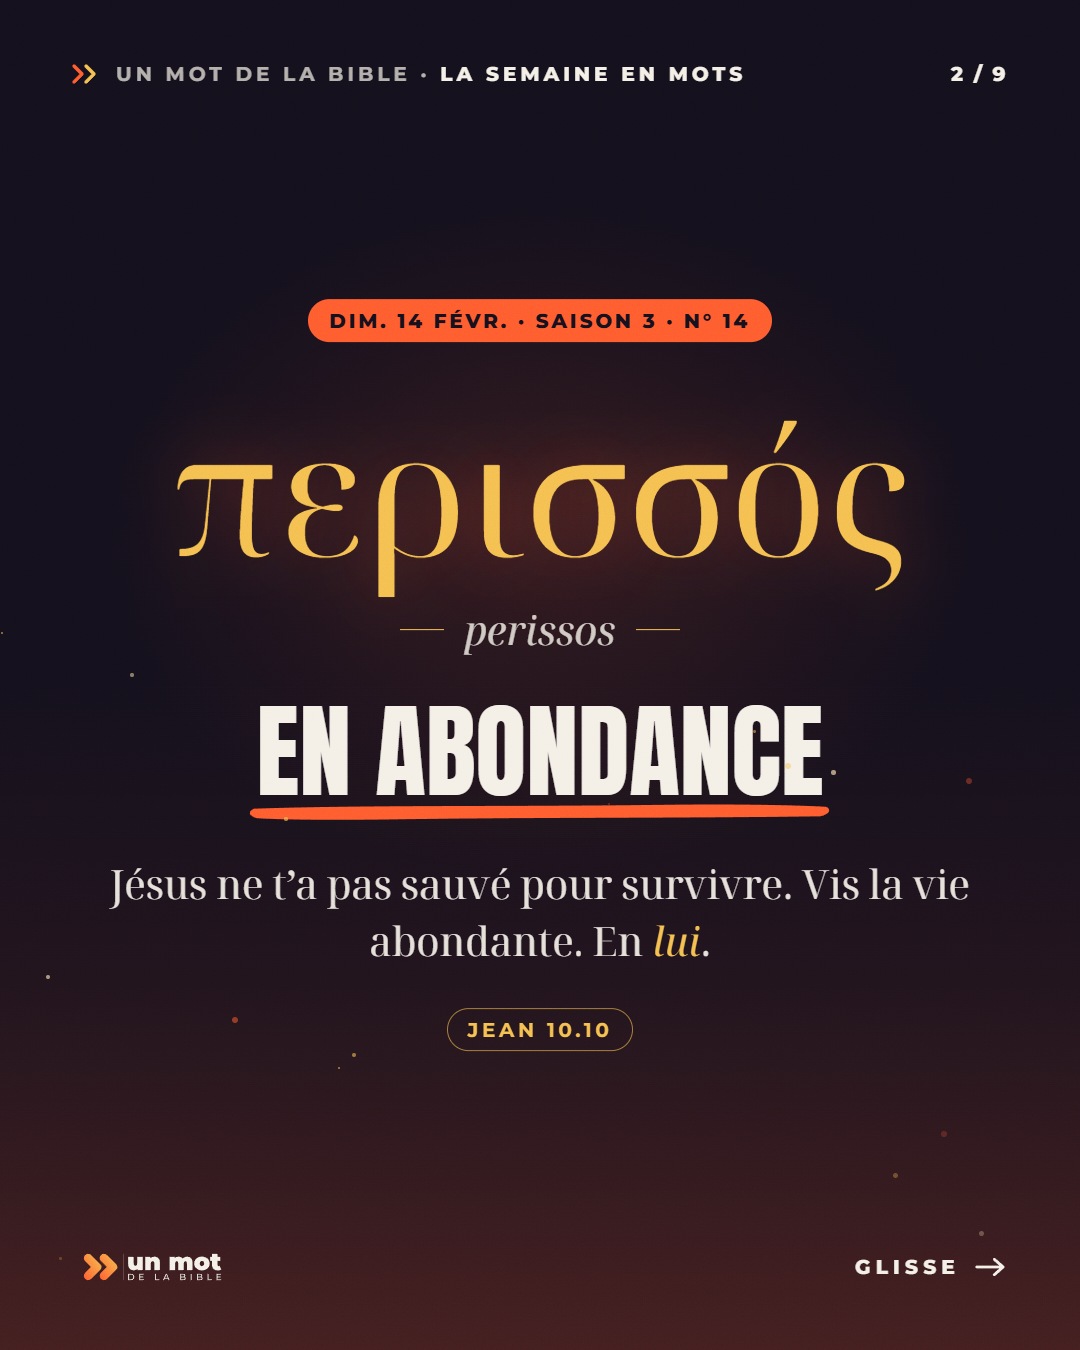 UN MOT DE LA BIBLE · LA SEMAINE EN MOTS
2 / 9
DIM. 14 FÉVR. · SAISON 3 · N° 14
περισσός
perissos
EN ABONDANCE
Jésus ne t’a pas sauvé pour survivre. Vis la vie
abondante. En lui.
JEAN 10.10
un mot
DE LA BIBLE
GLISSE →